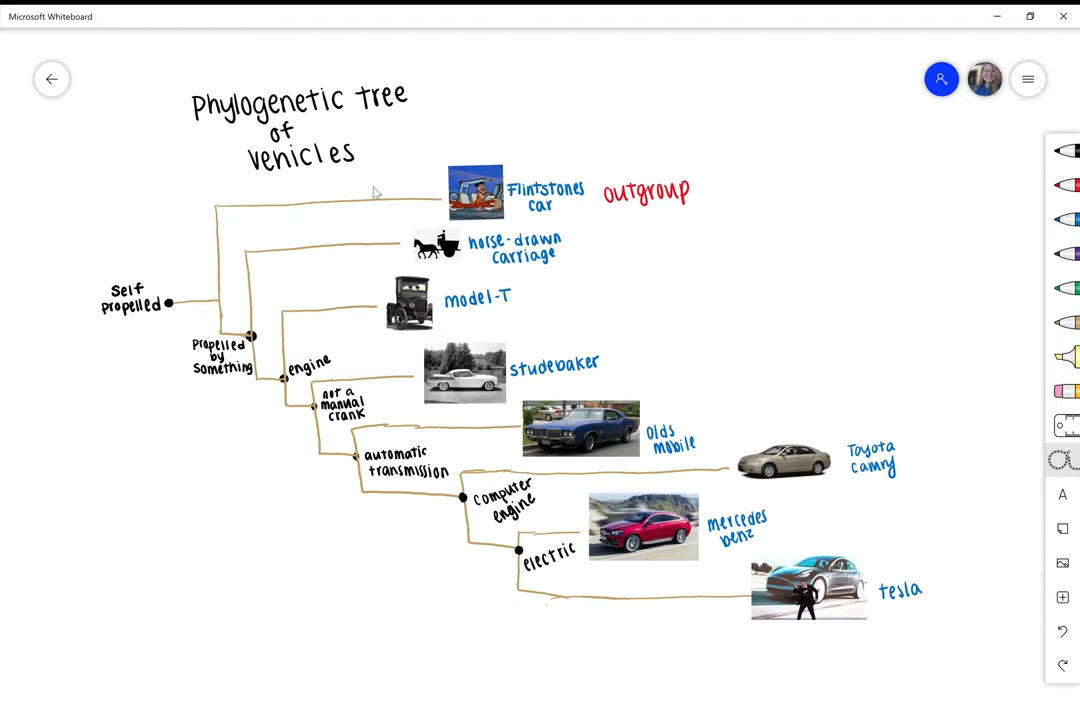 Microsoft Whiteboard
Phylogenetic tree
of
vehicles
Flintstones
car
outgroup
horse-drawn
carriage
model-T
Self
propelled
Propelled
by
Something
engine
studebaker
not a
manual
crank
Olds
mobile
automatic
transmission
Toyota
camry
computer
engine
mercedes
benz
electric
tesla
A